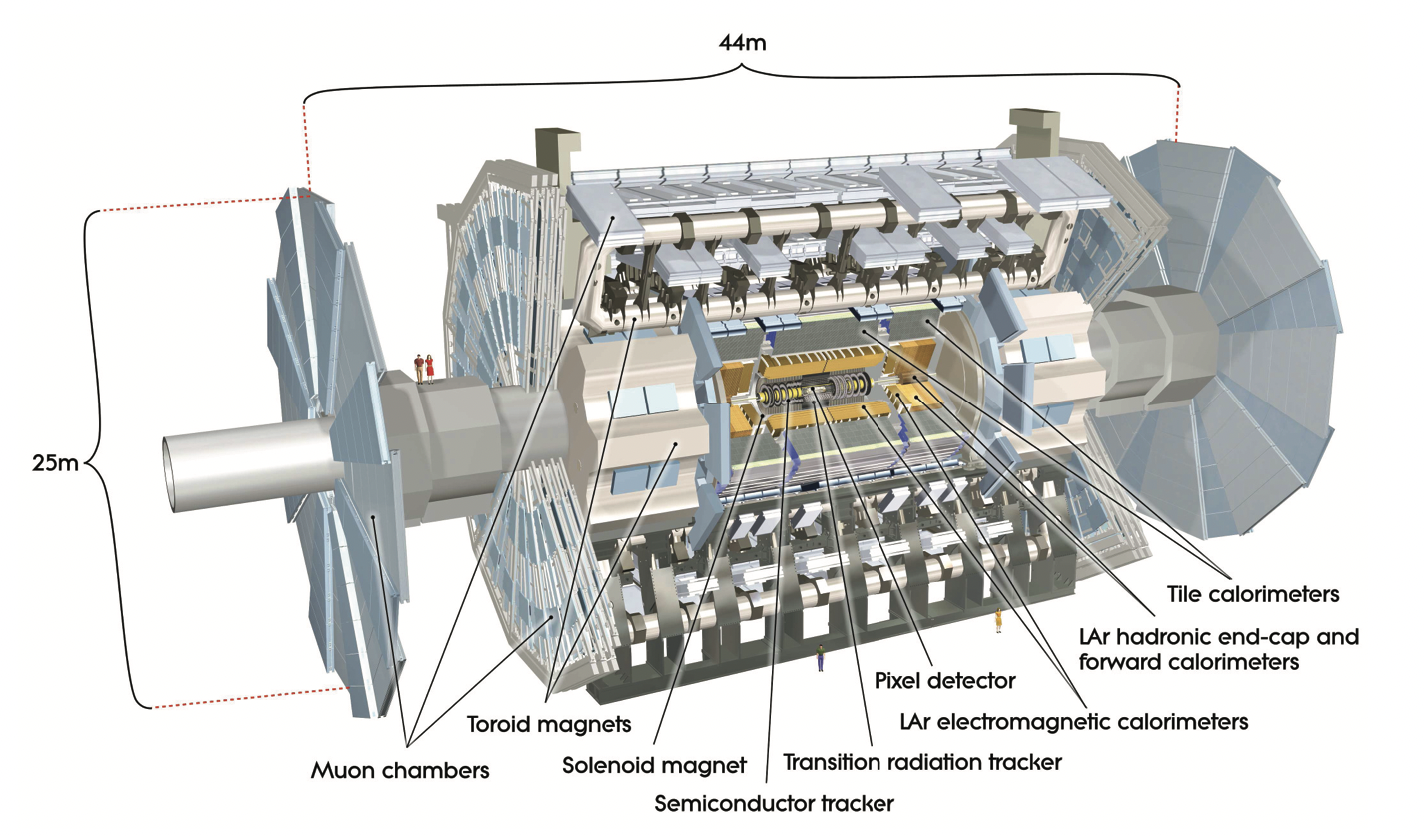 44m
25m
Tile calorimeters
LAr hadronic end-cap and
forward calorimeters
Pixel detector
LAr electromagnetic calorimeters
Toroid magnets
Solenoid magnet
Transition radiation tracker
Muon chambers
Semiconductor tracker